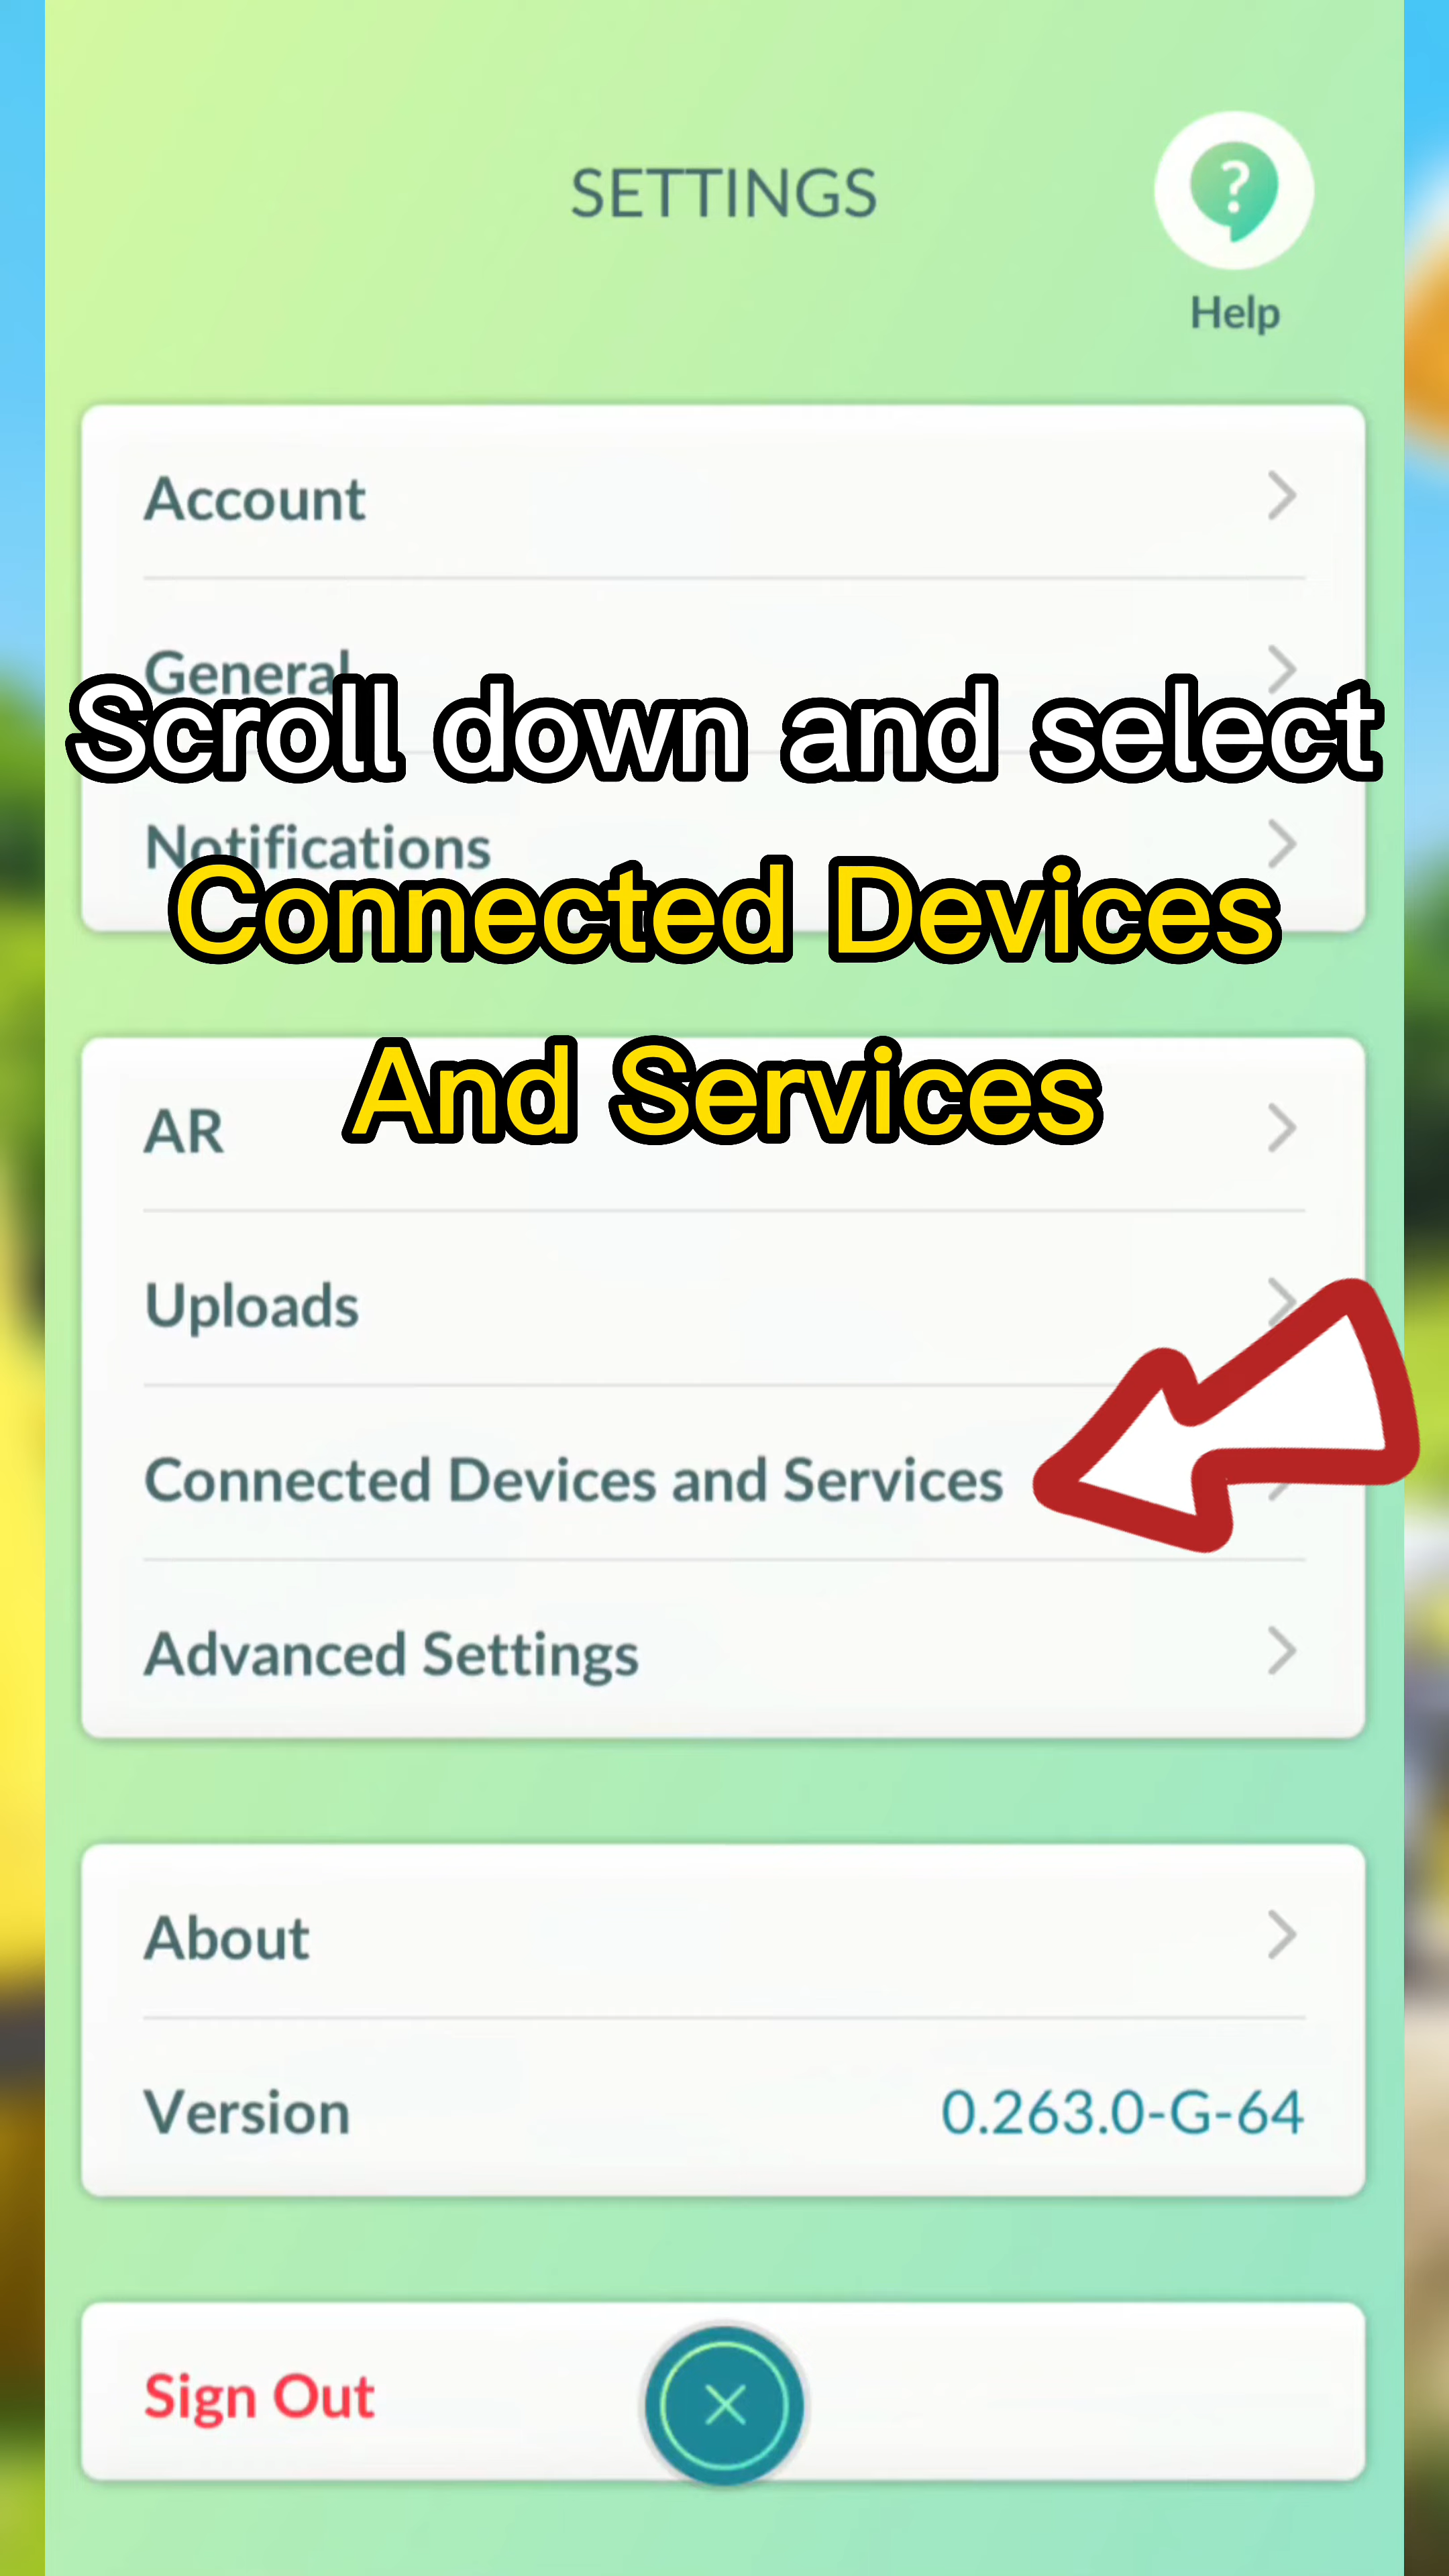 SETTINGS
?
Help
Account
General
Scroll down and select
Notifications
Connected Devices
And Services
AR
Uploads
Connected Devices and Services
Advanced Settings
About
Version 0.263.0-G-64
Sign Out